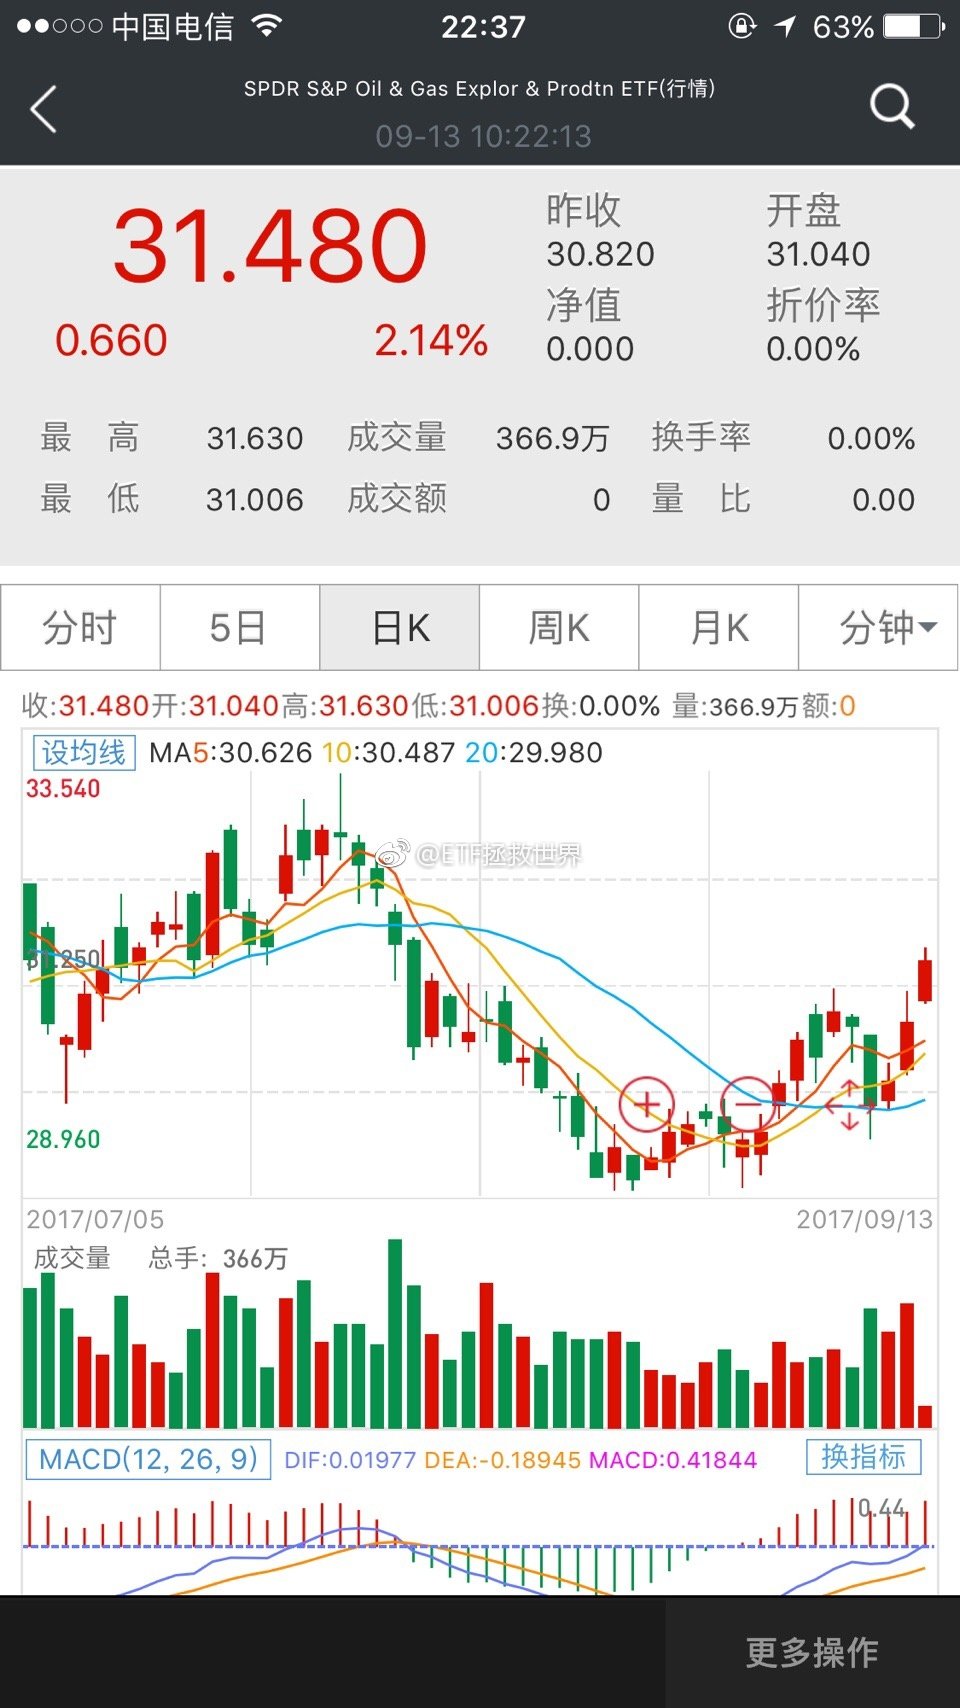 中国电信 22:37 63%
SPDR S&P Oil & Gas Explor & Prodtn ETF(行情)
09-13 10:22:13
31.480
0.660 2.14%
昨收 开盘
30.820 31.040
净值 折价率
0.000 0.00%
最高 31.630 成交量 366.9万 换手率 0.00%
最低 31.006 成交额 0 量比 0.00
分时 5日 日K 周K 月K 分钟
收:31.480开:31.040高:31.630低:31.006换:0.00% 量:366.9万额:0
设均线 MA5:30.626 10:30.487 20:29.980
33.540
@ETF拯救世界
31.250
28.960
2017/07/05 2017/09/13
成交量 总手: 366万
MACD(12, 26, 9) DIF:0.01977 DEA:-0.18945 MACD:0.41844 换指标
0.44
更多操作